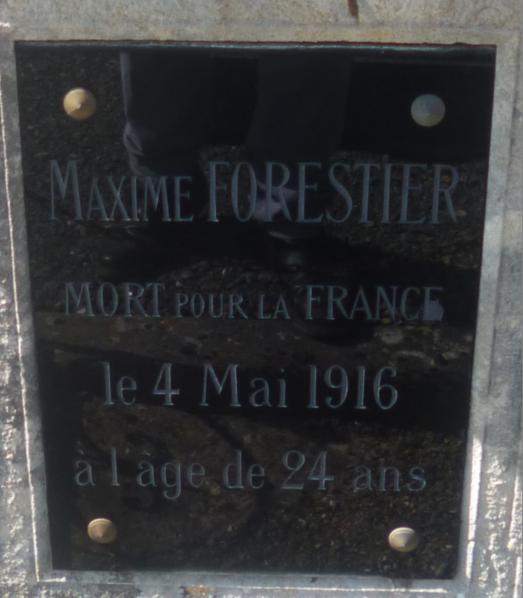 MAXIME FORESTIER
MORT POUR LA FRANCE
le 4 Mai 1916
à l'âge de 24 ans